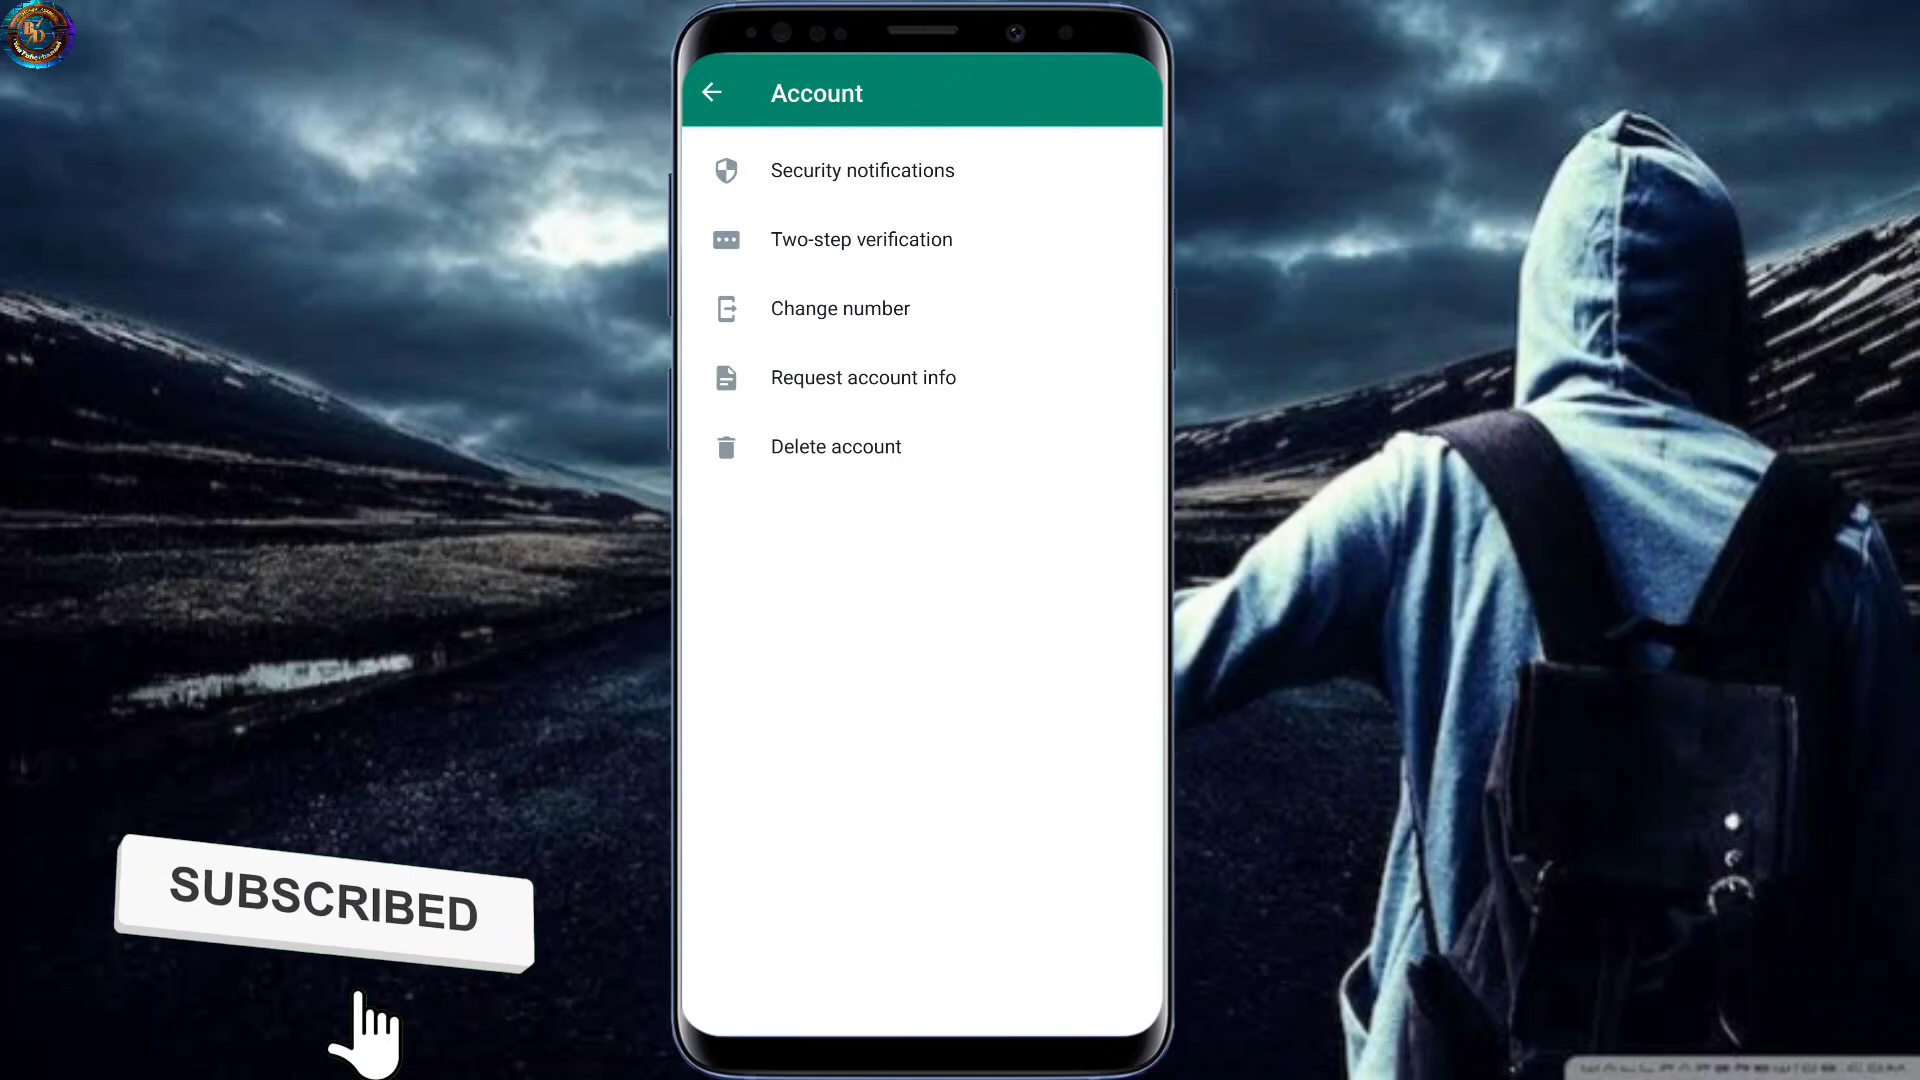 Account
Security notifications
Two-step verification
Change number
Request account info
Delete account
SUBSCRIBED